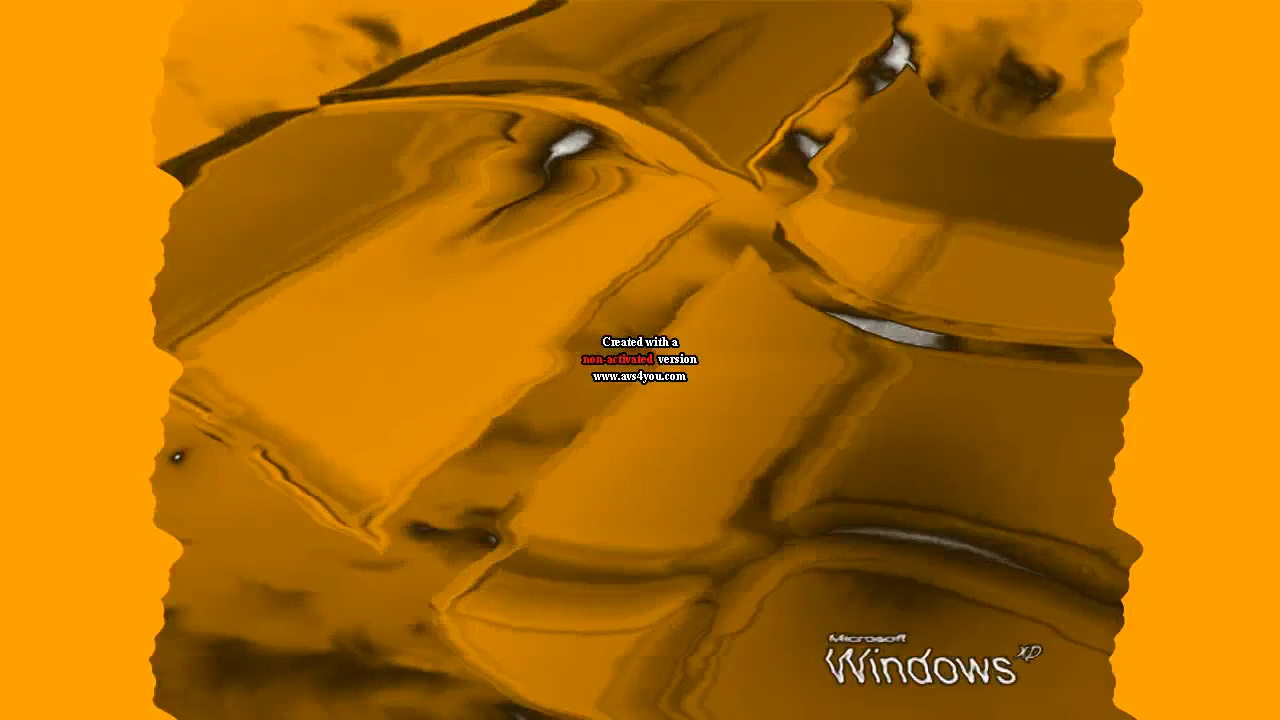 Created with a
non-activated version
www.avs4you.com
Microsoft
Windows XP